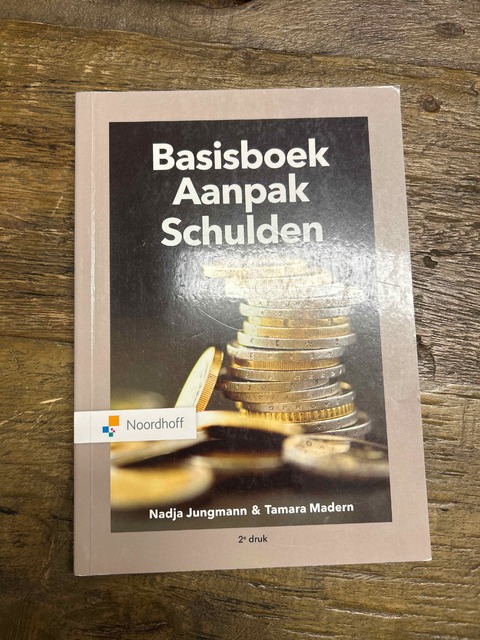 Basisboek
Aanpak
Schulden
Noordhoff
Nadja Jungmann & Tamara Madern
2e druk